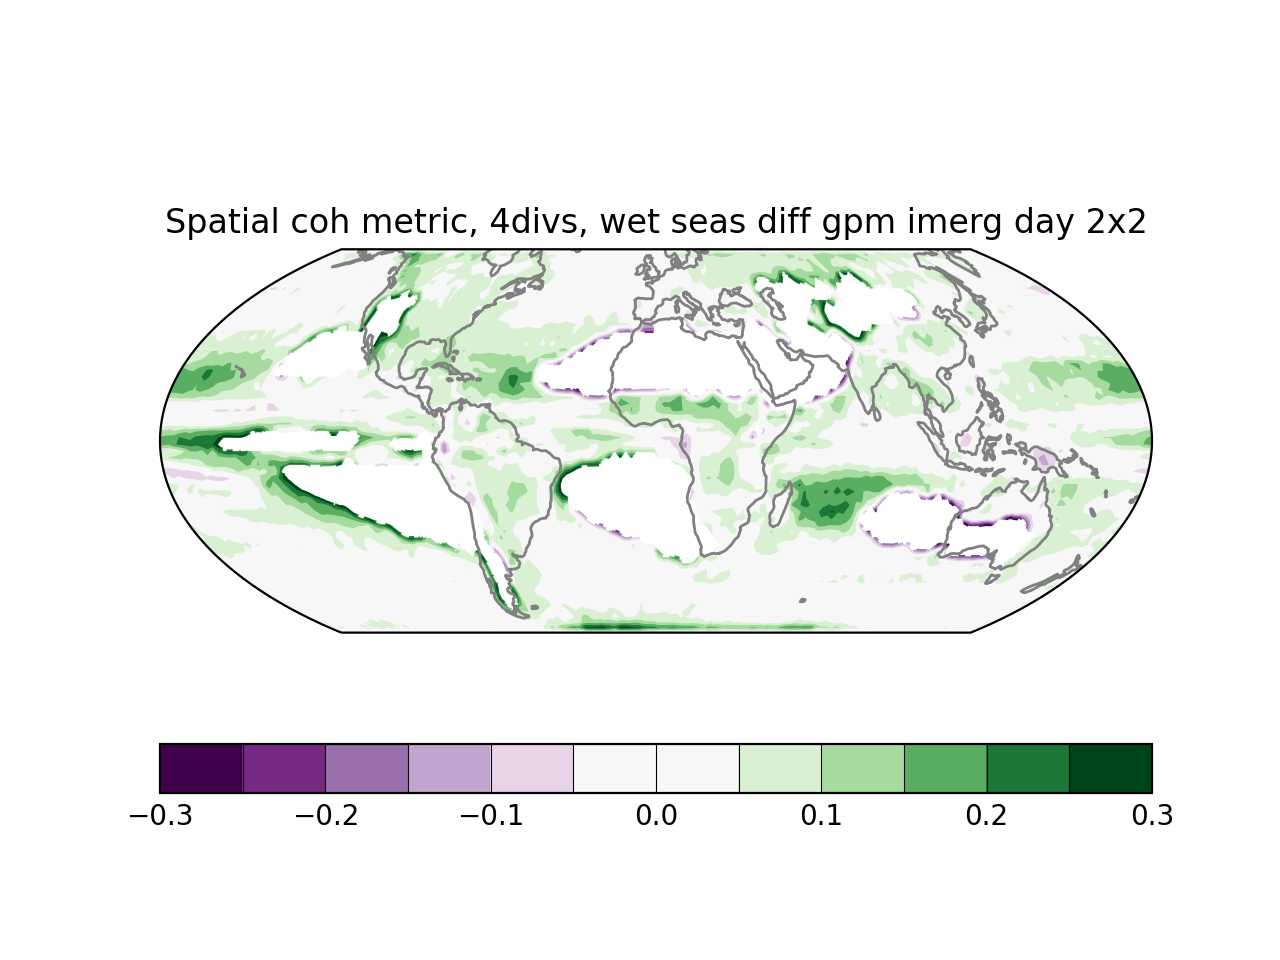 Spatial coh metric, 4divs, wet seas diff gpm imerg day 2x2
−0.3 −0.2 −0.1 0.0 0.1 0.2 0.3